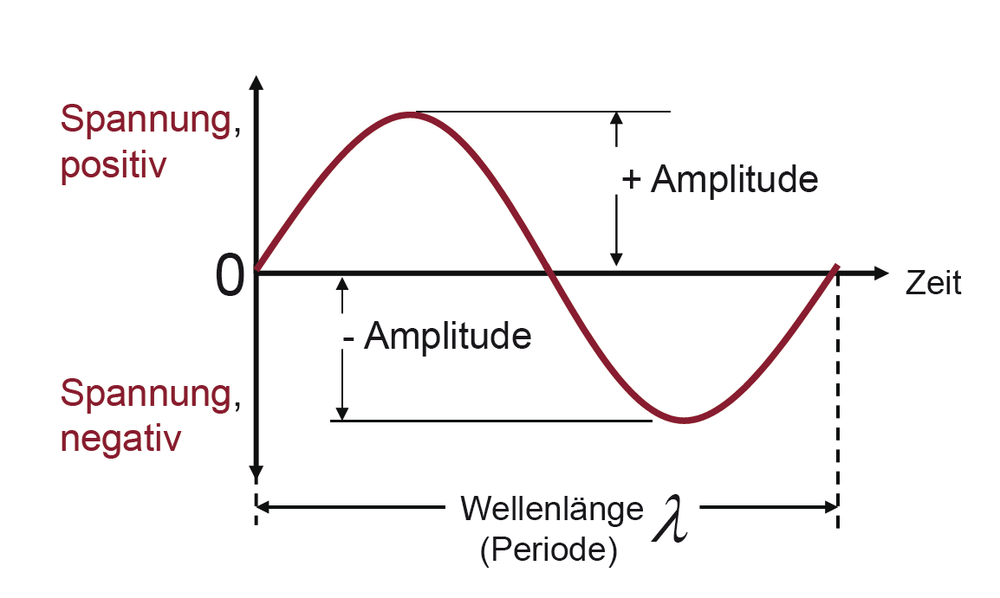 Spannung,
positiv
+ Amplitude
0
Zeit
- Amplitude
Spannung,
negativ
Wellenlänge λ
(Periode)